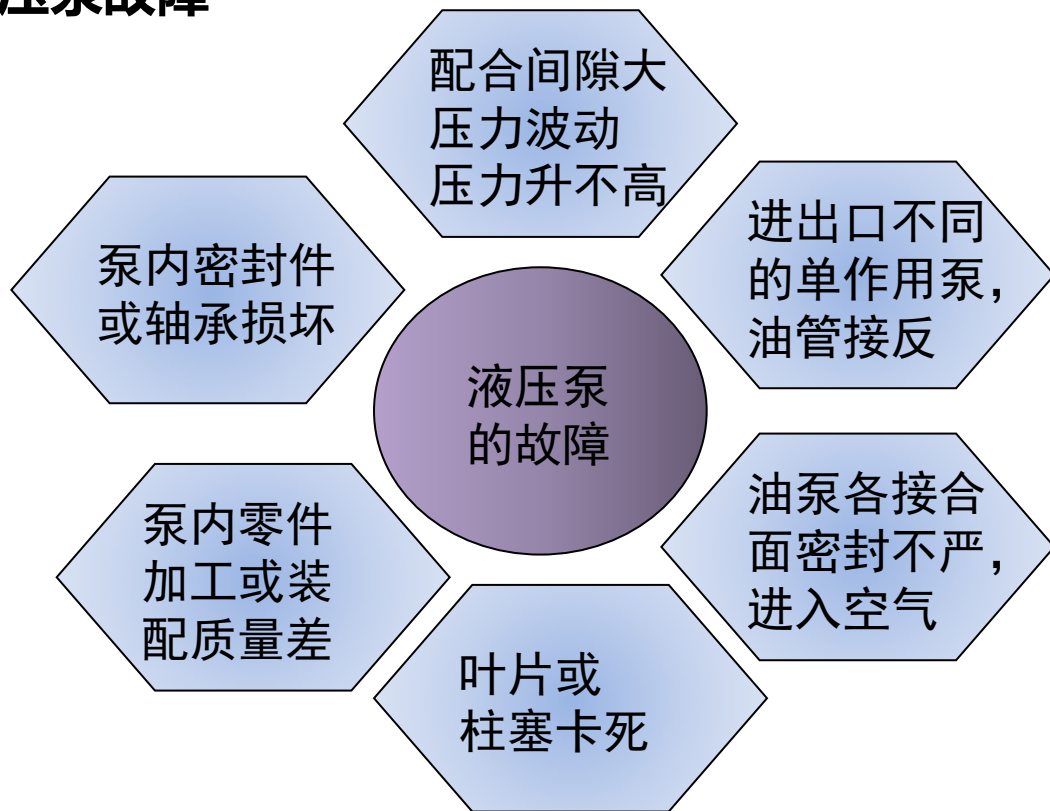 压泵故障
配合间隙大
压力波动
压力升不高
进出口不同
的单作用泵，
油管接反
泵内密封件
或轴承损坏
液压泵
的故障
油泵各接合
面密封不严，
进入空气
泵内零件
加工或装
配质量差
叶片或
柱塞卡死